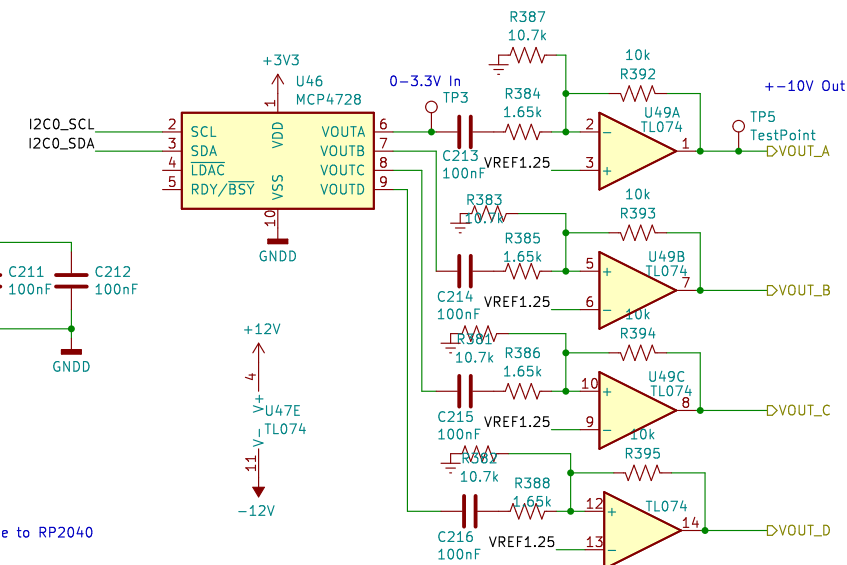 R387
10.7k
10k
R392
+3V3
U46
MCP4728
0-3.3V In
TP3
R384
1.65k
U49A
TL074
+-10V Out
TP5
TestPoint
I2C0_SCL
I2C0_SDA
2 SCL
3 SDA
4 LDAC
5 RDY/BSY
1
VDD
VSS
10
VOUTA 6
VOUTB 7
VOUTC 8
VOUTD 9
GNDD
C213
100nF
VREF1.25
2
3
1
VOUT_A
R383
10.7k
10k
R393
R385
1.65k
U49B
TL074
C214
100nF
VREF1.25
5
6
7
VOUT_B
C211
100nF
C212
100nF
GNDD
R381
10.7k
10k
R394
R386
1.65k
U49C
TL074
C215
100nF
VREF1.25
10
9
8
VOUT_C
+12V
4
V+
U47E
TL074
V-
11
-12V
R382
10.7k
10k
R395
R388
1.65k
TL074
C216
100nF
VREF1.25
12
13
14
VOUT_D
e to RP2040